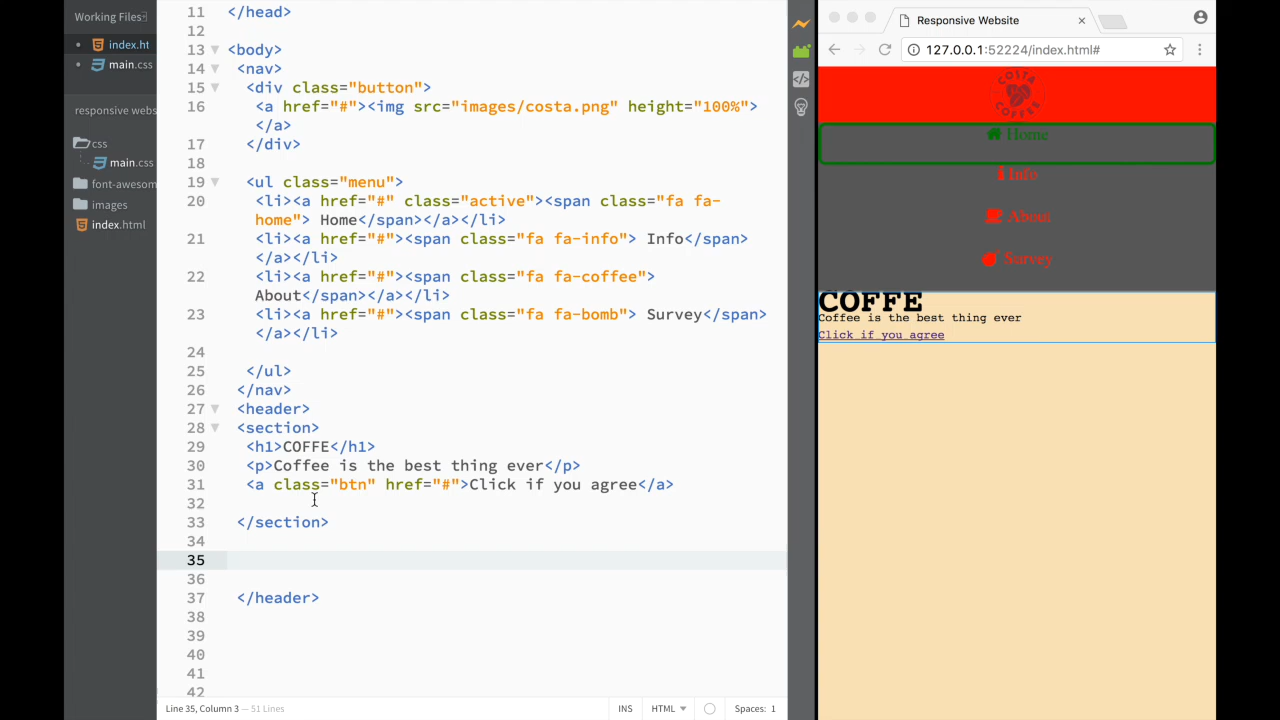 Working Files
index.ht
main.css
responsive webs
css
main.css
font-awesom
images
index.html
11 </head>
12
13 <body>
14 <nav>
15 <div class="button">
16 <a href="#"><img src="images/costa.png" height="100%">
</a>
17 </div>
18
19 <ul class="menu">
20 <li><a href="#" class="active"><span class="fa fa-
home"> Home</span></a></li>
21 <li><a href="#"><span class="fa fa-info"> Info</span>
</a></li>
22 <li><a href="#"><span class="fa fa-coffee">
About</span></a></li>
23 <li><a href="#"><span class="fa fa-bomb"> Survey</span>
</a></li>
24
25 </ul>
26 </nav>
27 <header>
28 <section>
29 <h1>COFFE</h1>
30 <p>Coffee is the best thing ever</p>
31 <a class="btn" href="#">Click if you agree</a>
32
33 </section>
34
35
36
37 </header>
38
39
40
41
42
Line 35, Column 3 — 51 Lines
INS
HTML
Spaces: 1
Responsive Website
127.0.0.1:52224/index.html#
COSTA
COFFEE
Home
Info
About
Survey
COFFE
Coffee is the best thing ever
Click if you agree